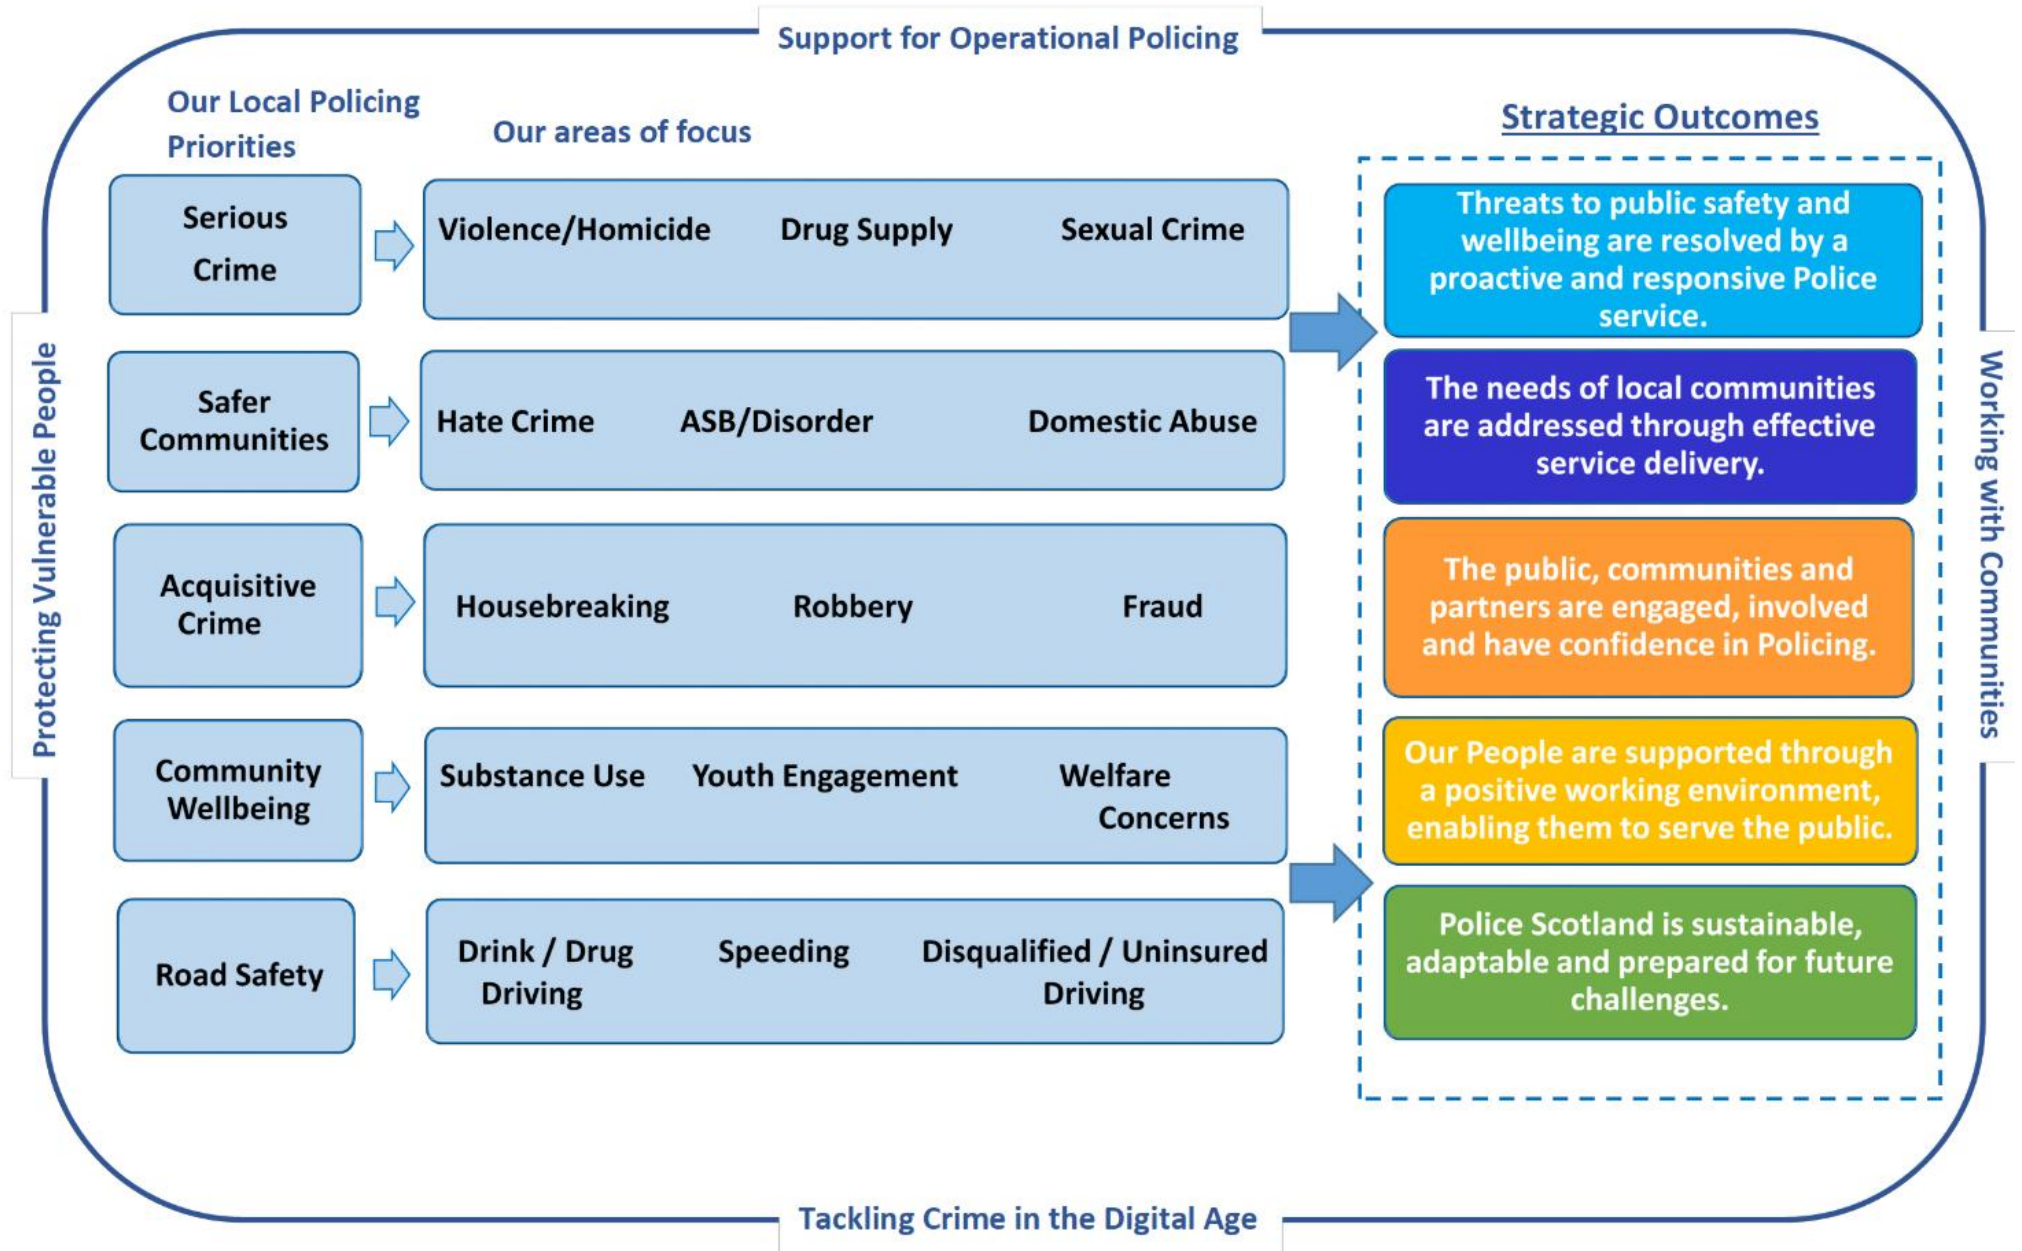 Support for Operational Policing
Our Local Policing
Priorities
Our areas of focus
Strategic Outcomes
Protecting Vulnerable People
Serious
Crime
Violence/Homicide Drug Supply Sexual Crime
Safer
Communities
Hate Crime ASB/Disorder Domestic Abuse
Acquisitive
Crime
Housebreaking Robbery Fraud
Community
Wellbeing
Substance Use Youth Engagement Welfare
Concerns
Road Safety
Drink / Drug Speeding Disqualified / Uninsured
Driving Driving
Threats to public safety and
wellbeing are resolved by a
proactive and responsive Police
service.
The needs of local communities
are addressed through effective
service delivery.
The public, communities and
partners are engaged, involved
and have confidence in Policing.
Our People are supported through
a positive working environment,
enabling them to serve the public.
Police Scotland is sustainable,
adaptable and prepared for future
challenges.
Working with Communities
Tackling Crime in the Digital Age